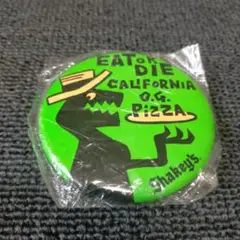 EAT OR
DIE
CALIFORNIA
O.G.
PIZZA
Shakey's